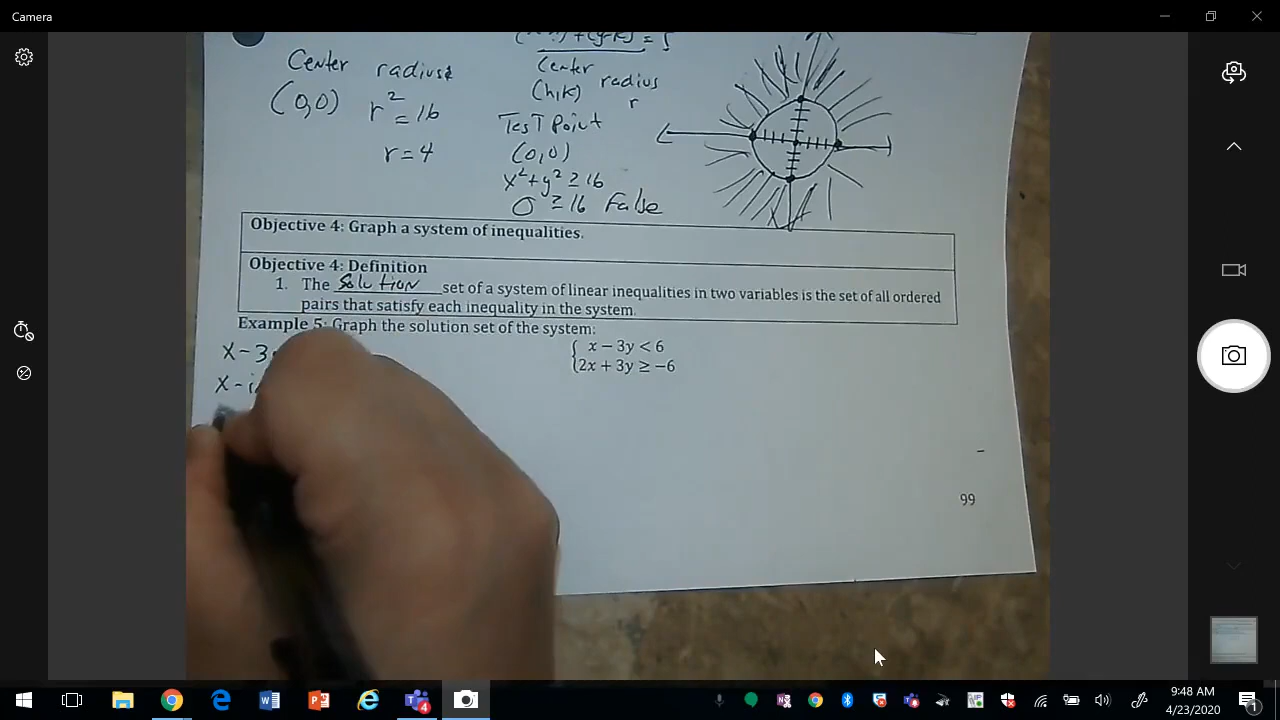 Camera
(x-h)² + (y-k)² = r²
Center radius
Center radius
(0,0) r² = 16
(h,k) r
Test Point
r = 4
(0,0)
x² + y² ≥ 16
0 ≥ 16 False
Objective 4: Graph a system of inequalities.
Objective 4: Definition
1. The Solution set of a system of linear inequalities in two variables is the set of all ordered
pairs that satisfy each inequality in the system.
Example 5: Graph the solution set of the system:
x - 3
x − 3y < 6
x - i
2x + 3y ≥ −6
99
9:48 AM
4/23/2020